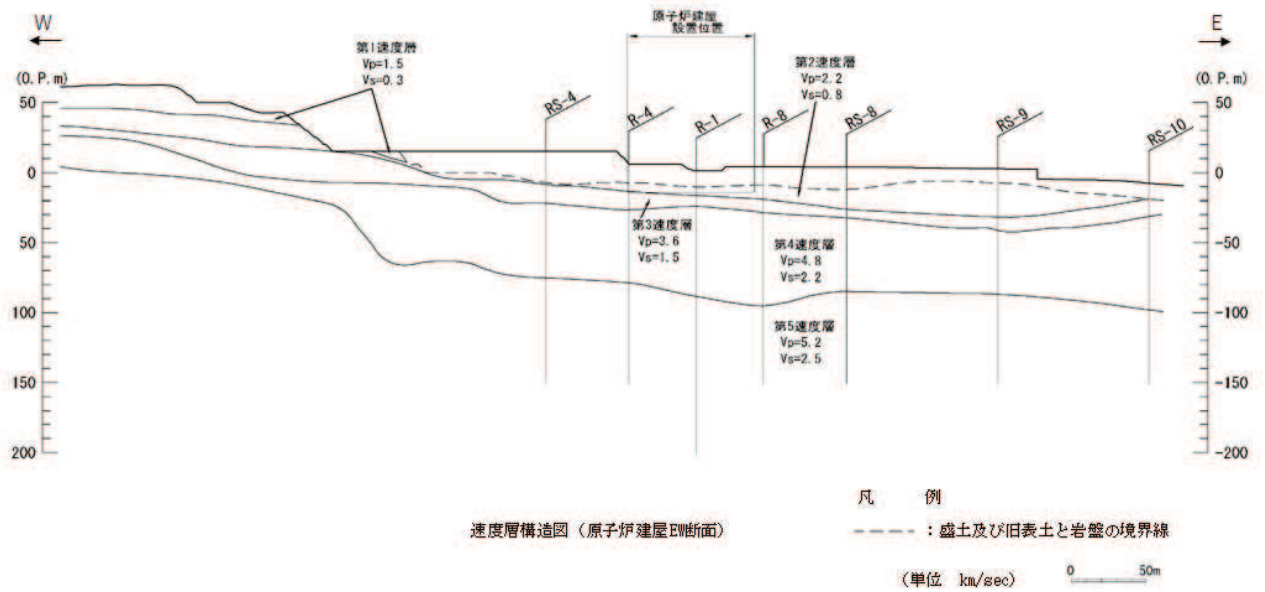 W
E
原子炉建屋
設置位置
第1速度層
Vp=1.5
Vs=0.3
第2速度層
Vp=2.2
Vs=0.8
(O.P.m)
(O.P.m)
RS-4
R-4
R-1
R-8
RS-8
RS-9
RS-10
50
50
0
0
50
-50
100
-100
150
-150
200
-200
第3速度層
Vp=3.6
Vs=1.5
第4速度層
Vp=4.8
Vs=2.2
第5速度層
Vp=5.2
Vs=2.5
凡 例
速度層構造図(原子炉建屋EW断面)
:盛土及び旧表土と岩盤の境界線
(単位 km/sec)
0 50m